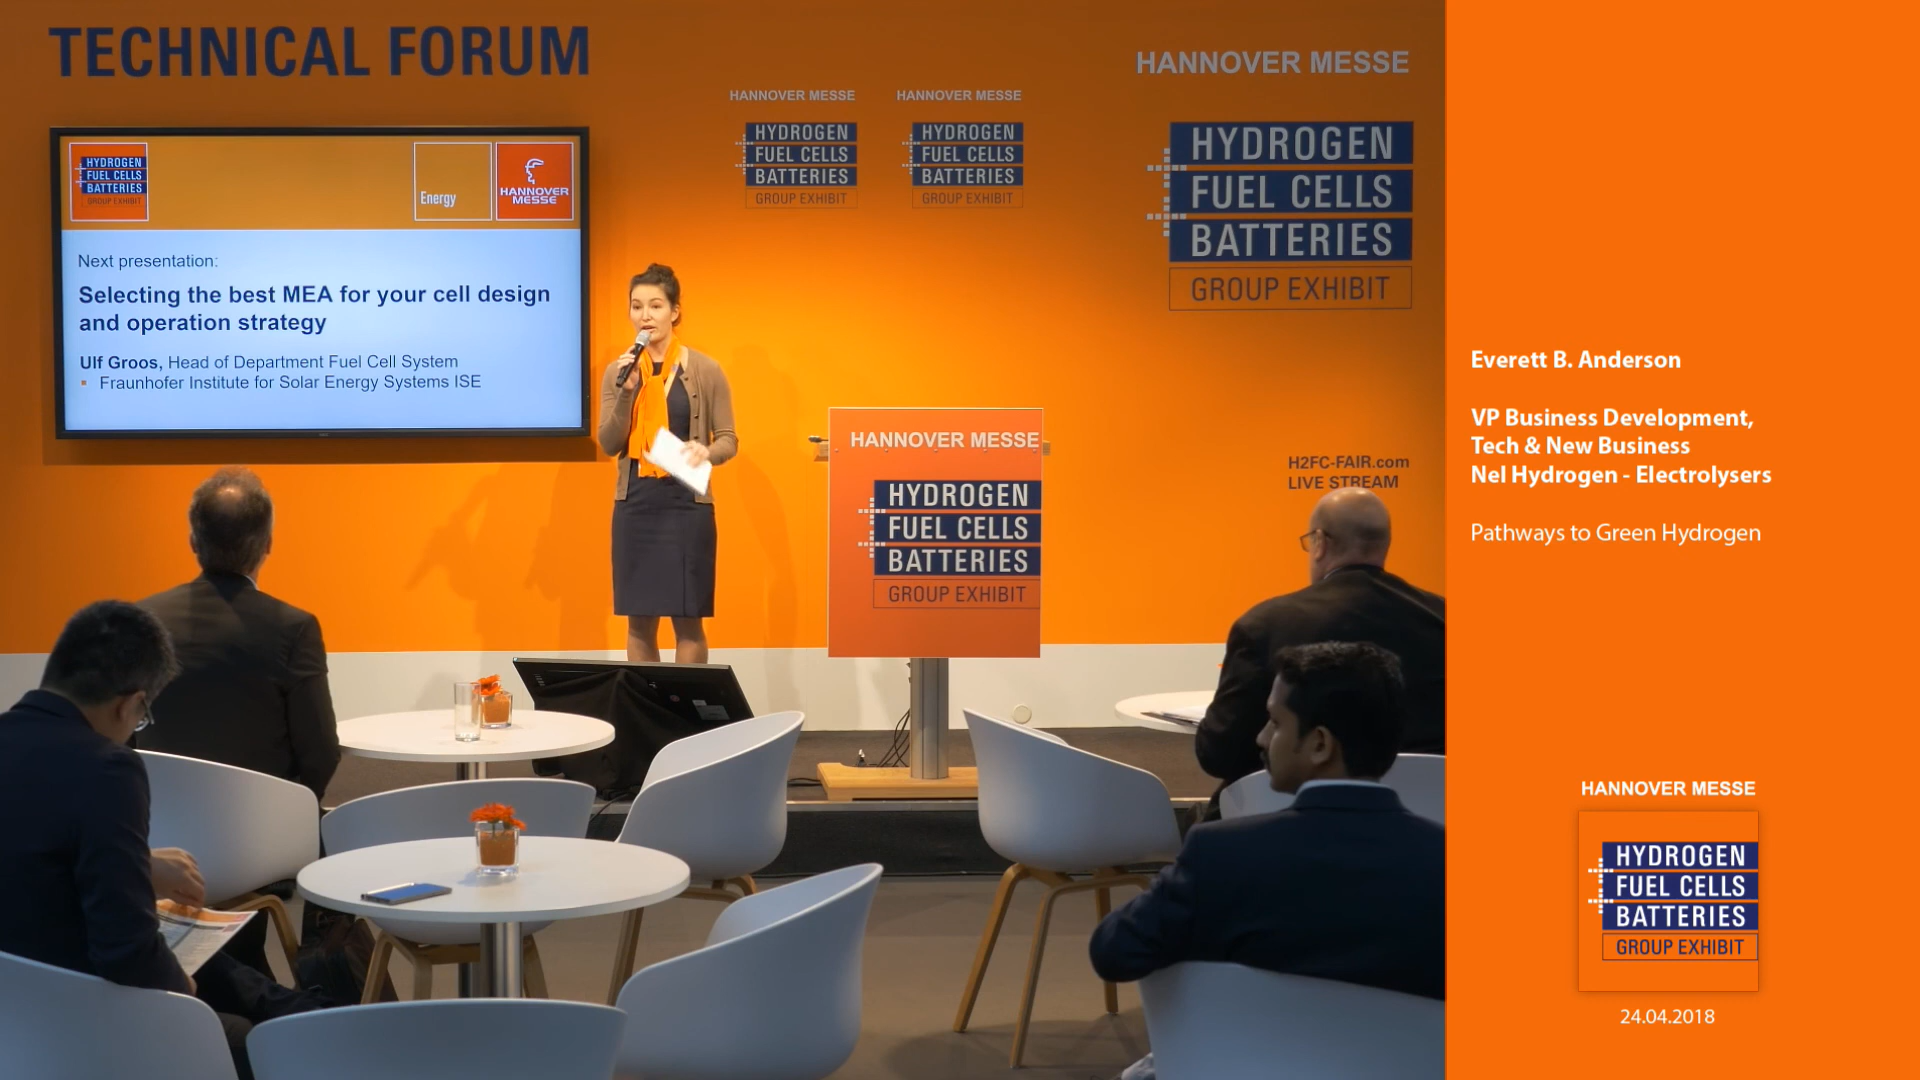 TECHNICAL FORUM
HYDROGEN
FUEL CELLS
BATTERIES
GROUP EXHIBIT
Energy
HANNOVER
MESSE
Next presentation:
Selecting the best MEA for your cell design
and operation strategy
Ulf Groos, Head of Department Fuel Cell System
Fraunhofer Institute for Solar Energy Systems ISE
HANNOVER MESSE
HYDROGEN
FUEL CELLS
BATTERIES
GROUP EXHIBIT
HANNOVER MESSE
HYDROGEN
FUEL CELLS
BATTERIES
GROUP EXHIBIT
HANNOVER MESSE
HYDROGEN
FUEL CELLS
BATTERIES
GROUP EXHIBIT
HANNOVER MESSE
HYDROGEN
FUEL CELLS
BATTERIES
GROUP EXHIBIT
H2FC-FAIR.com
LIVE STREAM
Everett B. Anderson
VP Business Development,
Tech & New Business
Nel Hydrogen - Electrolysers
Pathways to Green Hydrogen
HANNOVER MESSE
HYDROGEN
FUEL CELLS
BATTERIES
GROUP EXHIBIT
24.04.2018